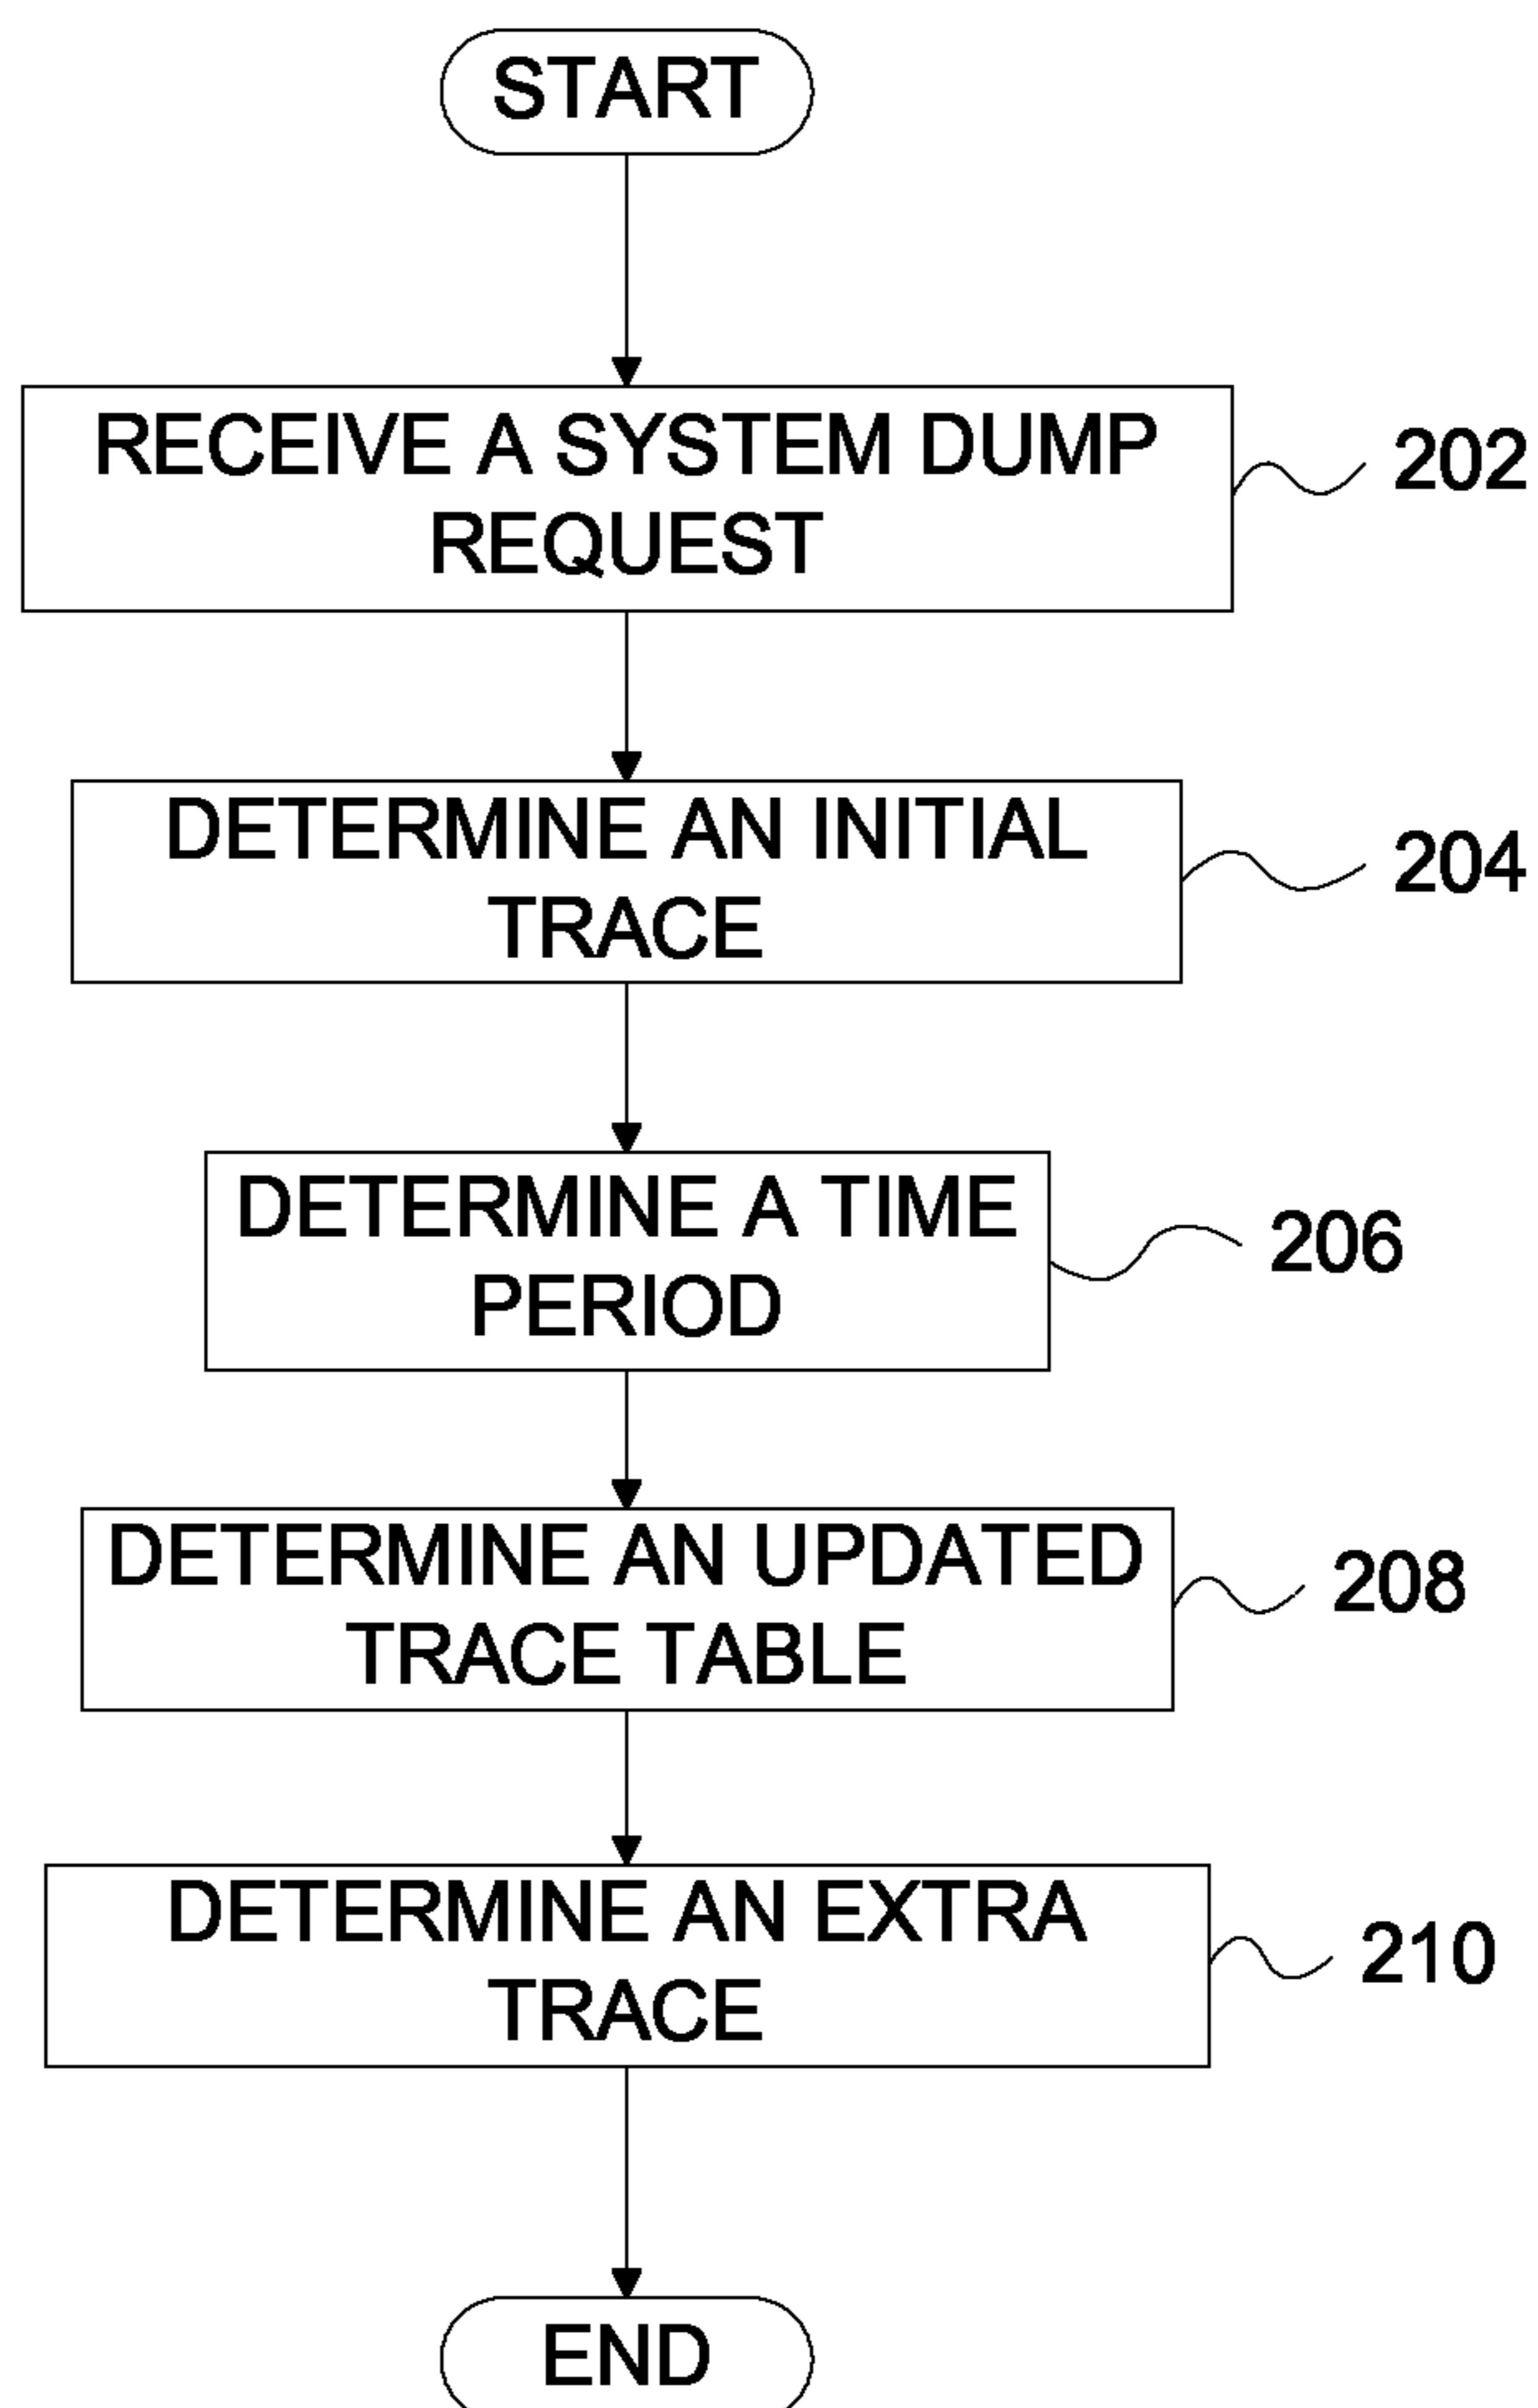 START
RECEIVE A SYSTEM DUMP
REQUEST
202
DETERMINE AN INITIAL
TRACE
204
DETERMINE A TIME
PERIOD
206
DETERMINE AN UPDATED
TRACE TABLE
208
DETERMINE AN EXTRA
TRACE
210
END